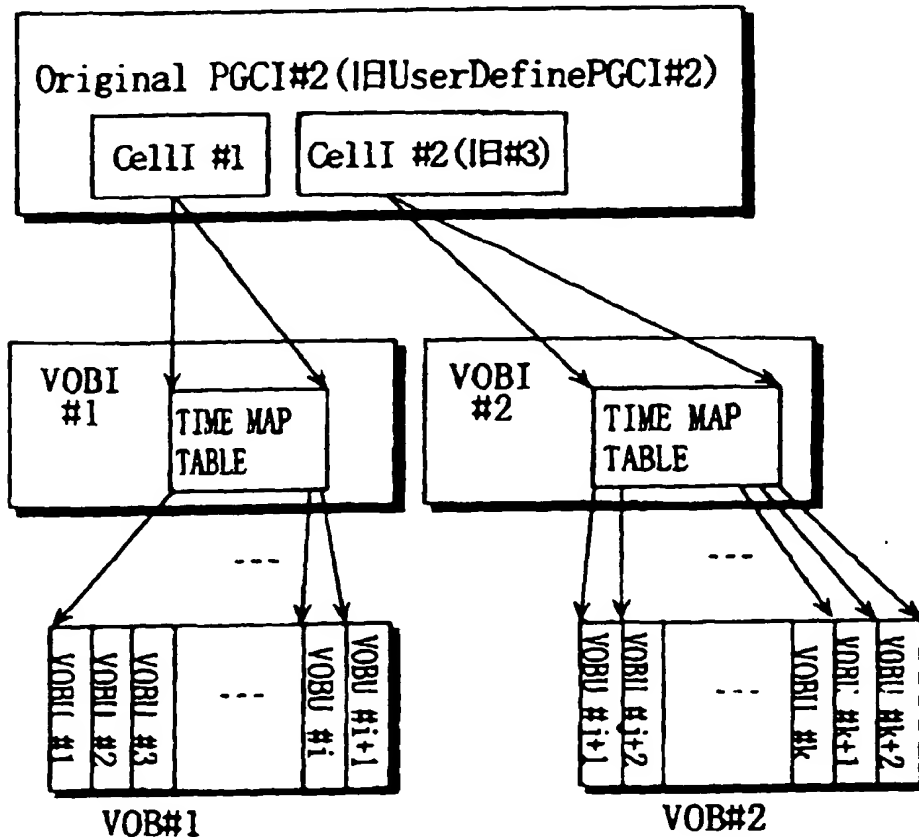 Original PGCI#2(旧UserDefinePGCI#2)
CellI #1
CellI #2(旧#3)
VOBI
#1
TIME MAP
TABLE
VOBI
#2
TIME MAP
TABLE
---
---
VOBU #1
VOBU #2
VOBU #3
---
VOBU #i
VOBU #i+1
VOBU #i+1
VOBU #i+2
---
VOBU #k
VOBU #k+1
VOBU #k+2
VOB#1
VOB#2